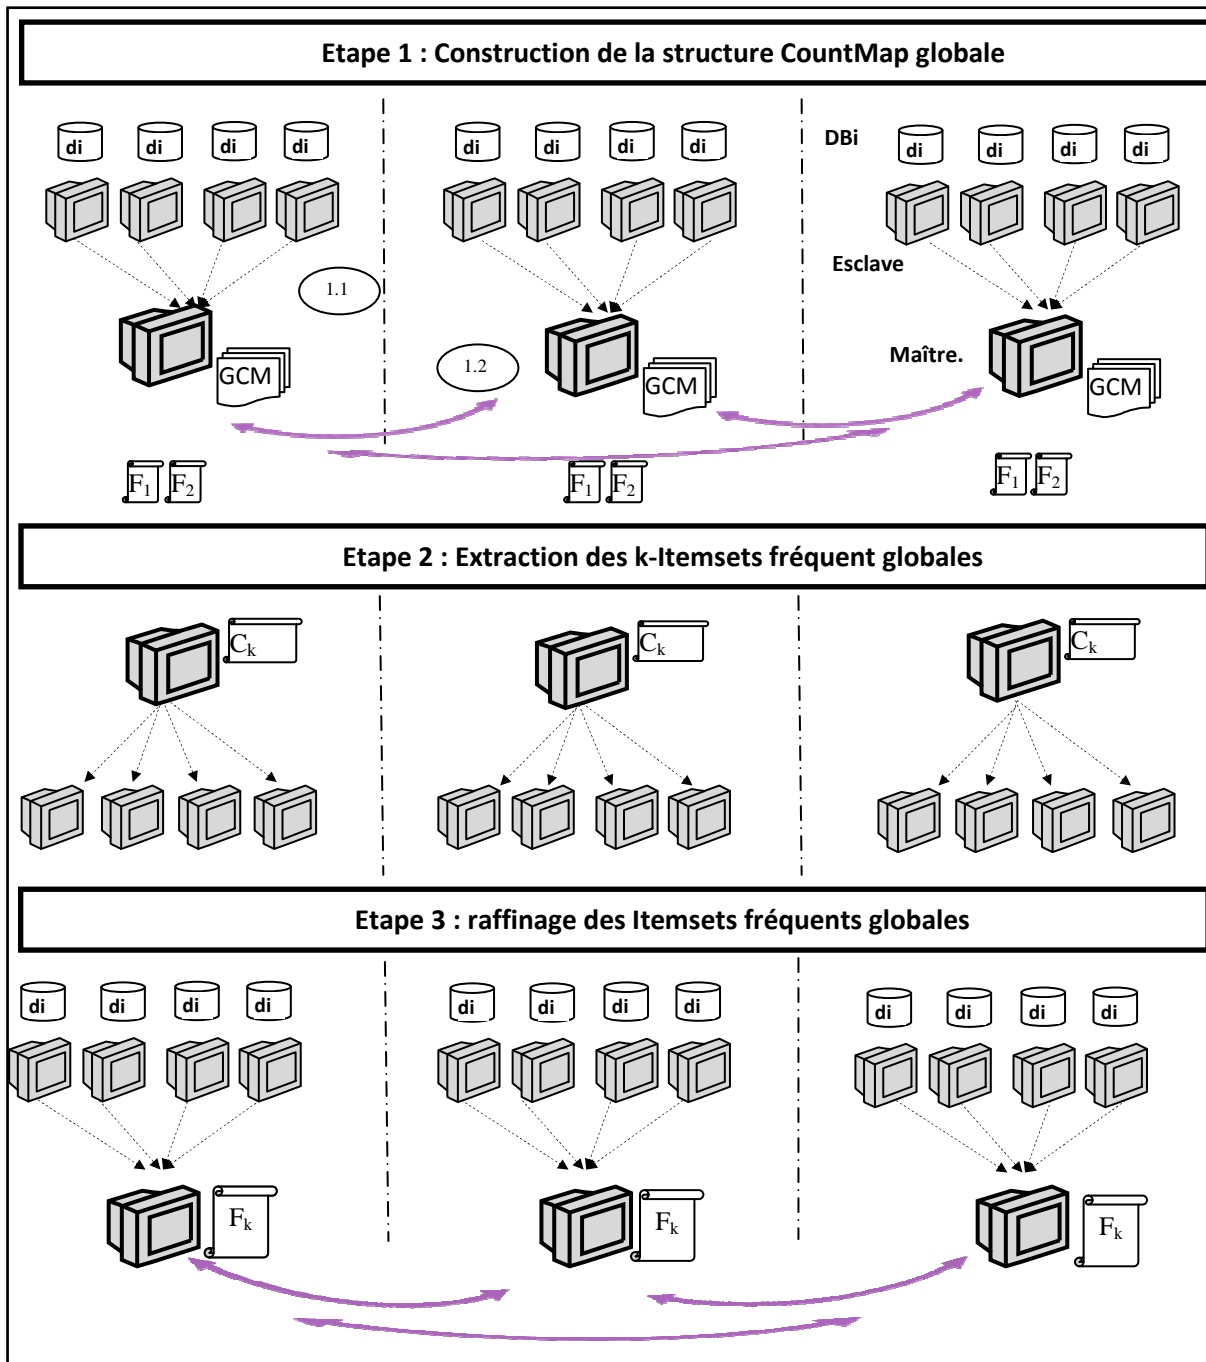 Etape 1 : Construction de la structure CountMap globale
di di di di di di di di DBi di di di di
Esclave
1.1
Maître.
1.2
GCM GCM GCM
F1 F2 F1 F2 F1 F2
Etape 2 : Extraction des k-Itemsets fréquent globales
Ck Ck Ck
Etape 3 : raffinage des Itemsets fréquents globales
di di di di di di di di di di di di
Fk Fk Fk